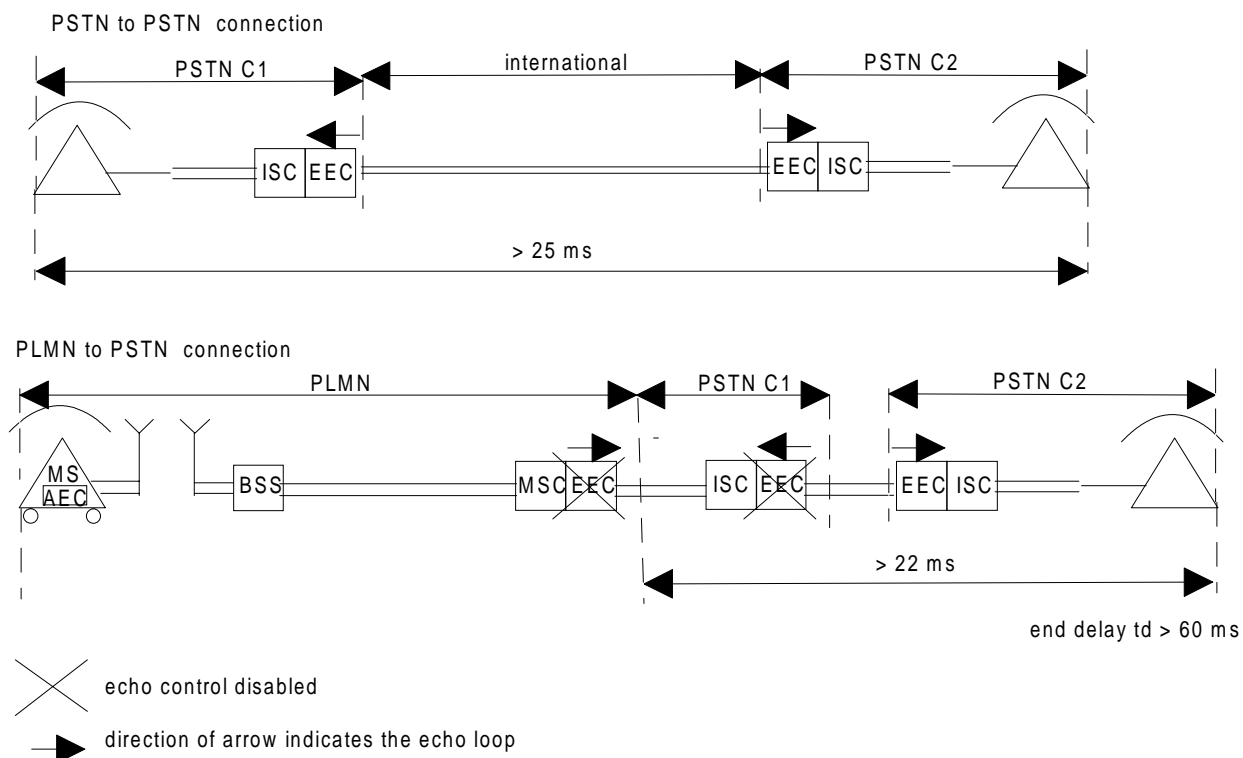 PSTN to PSTN connection
PSTN C1
international
PSTN C2
ISC EEC
EEC ISC
> 25 ms
PLMN to PSTN connection
PLMN
PSTN C1
PSTN C2
MS
AEC
BSS
MSC EEC
ISC EEC
EEC ISC
> 22 ms
end delay td > 60 ms
echo control disabled
direction of arrow indicates the echo loop